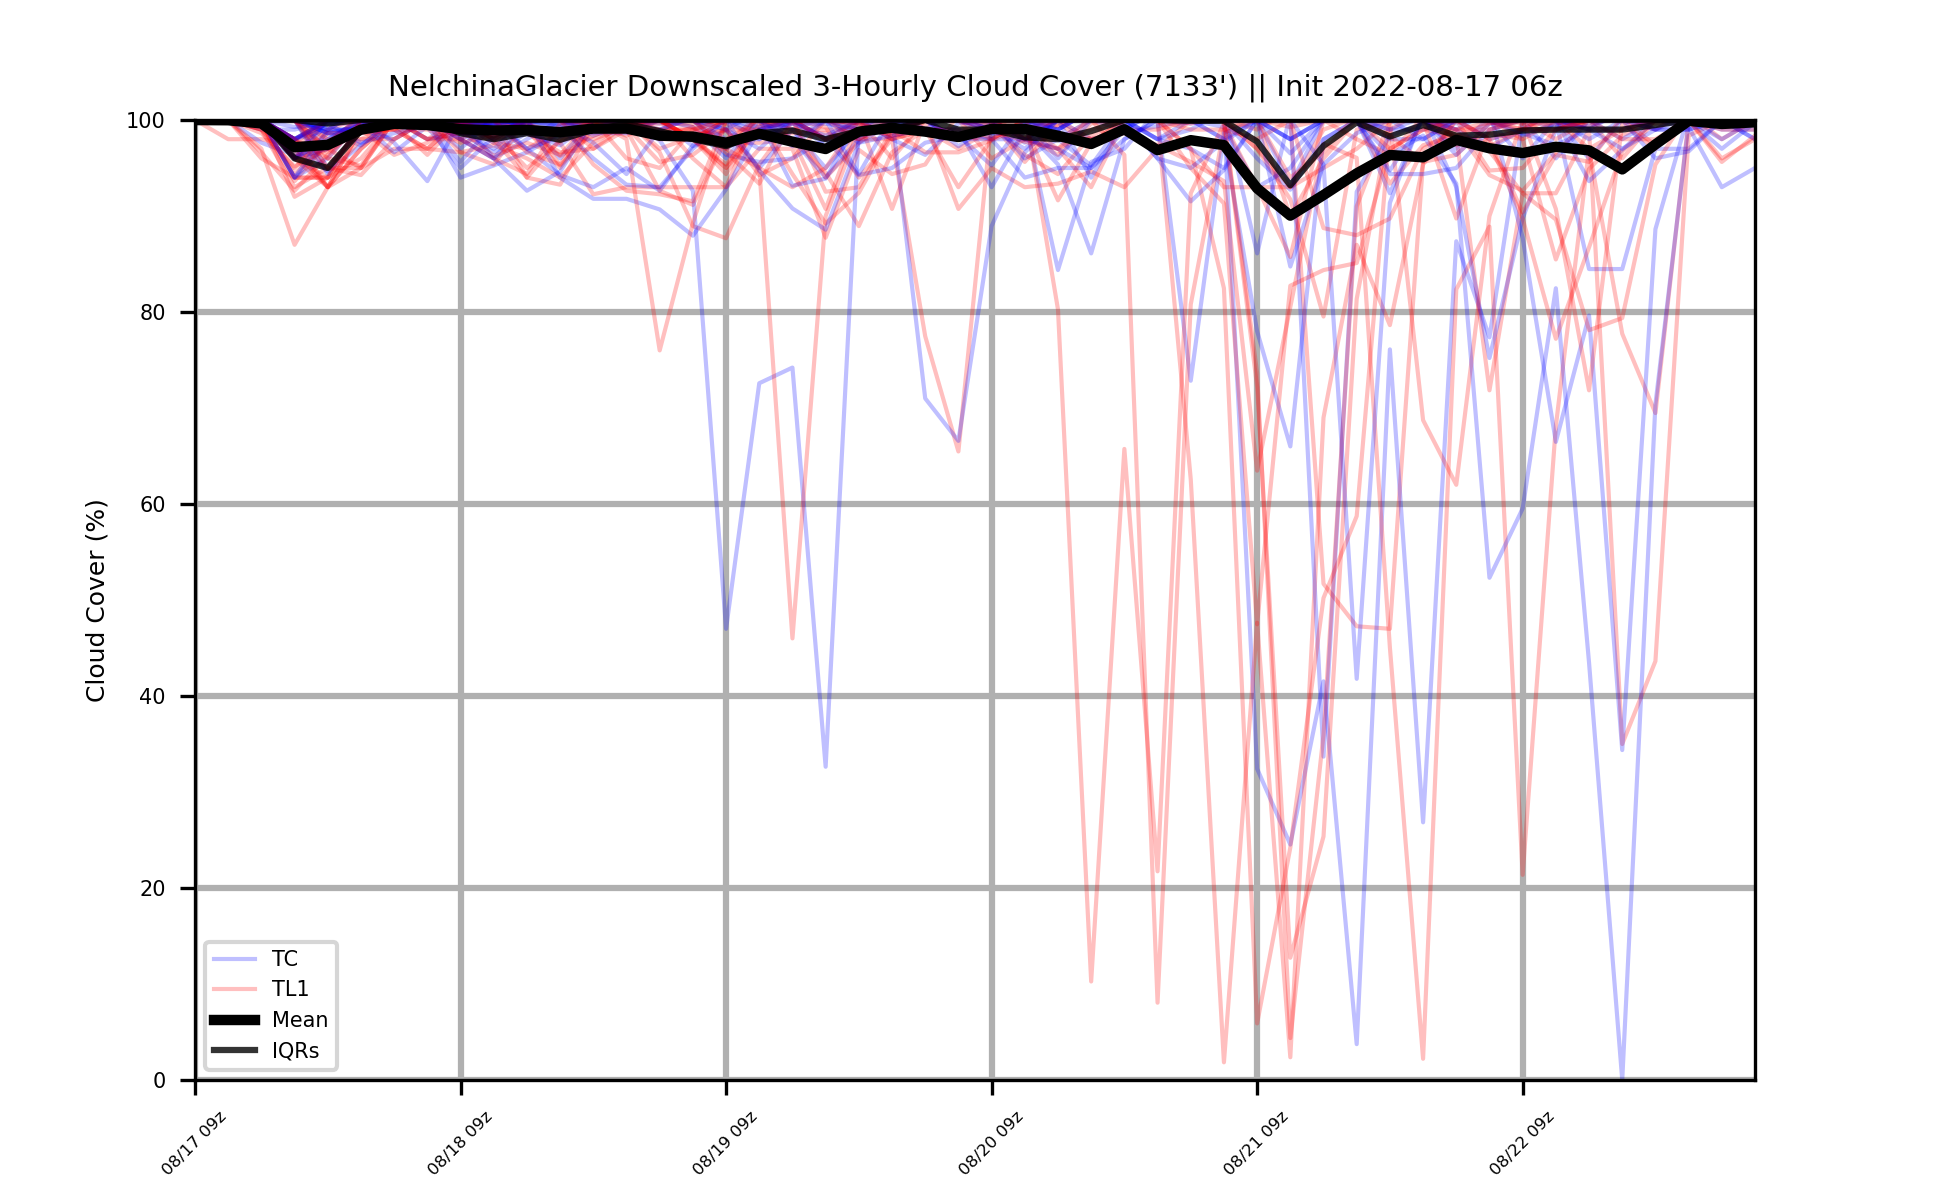 NelchinaGlacier Downscaled 3-Hourly Cloud Cover (7133') || Init 2022-08-17 06z
100
80
60
40
20
0
Cloud Cover (%)
TC
TL1
Mean
IQRs
08/17 09z
08/18 09z
08/19 09z
08/20 09z
08/21 09z
08/22 09z